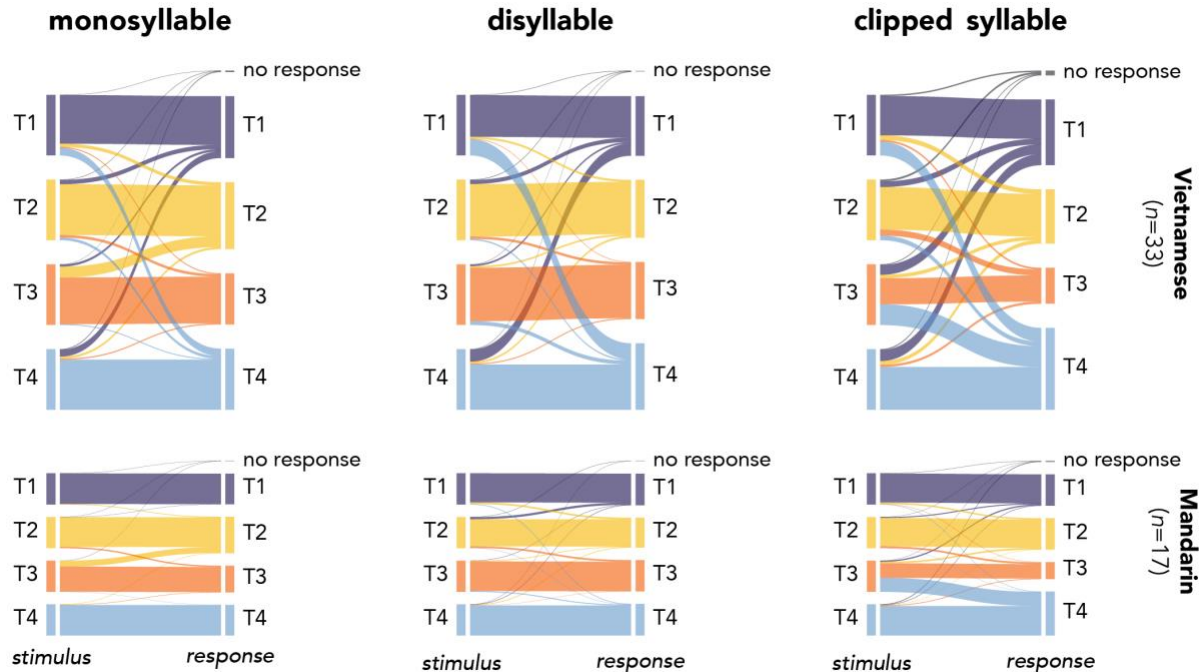 monosyllable
disyllable
clipped syllable
no response
T1
T2
T3
T4
T1
T2
T3
T4
no response
T1
T2
T3
T4
T1
T2
T3
T4
no response
T1
T2
T3
T4
T1
T2
T3
T4
Vietnamese
(n=33)
no response
T1
T2
T3
T4
T1
T2
T3
T4
stimulus
response
no response
T1
T2
T3
T4
T1
T2
T3
T4
stimulus
response
no response
T1
T2
T3
T4
T1
T2
T3
T4
stimulus
response
Mandarin
(n=17)